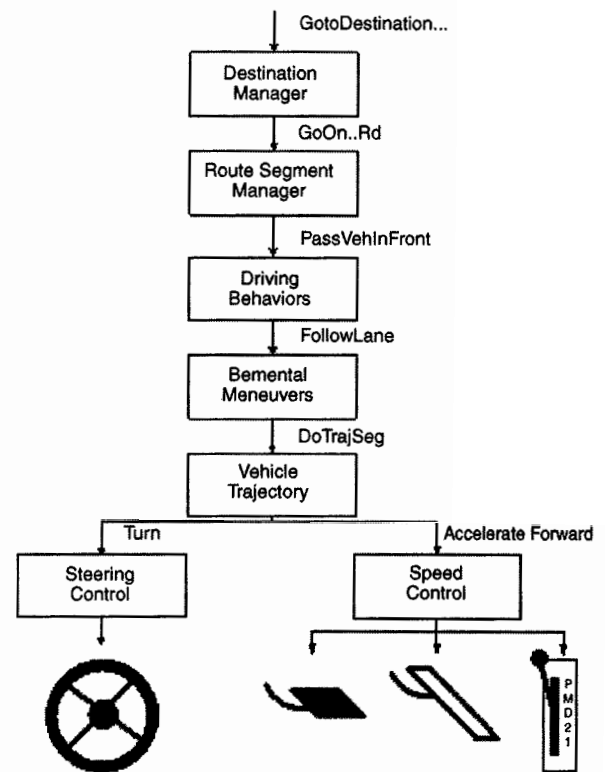 GotoDestination...
Destination
Manager
GoOn..Rd
Route Segment
Manager
PassVehInFront
Driving
Behaviors
FollowLane
Bemental
Meneuvers
DoTrajSeg
Vehicle
Trajectory
Turn
Accelerate Forward
Steering
Control
Speed
Control
P
M
D
2
1